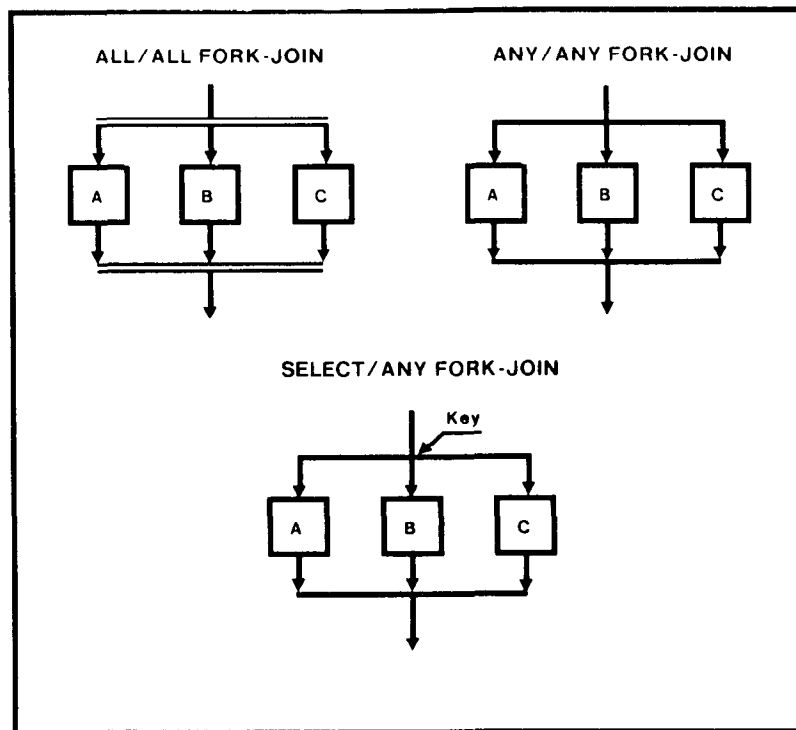 ALL/ALL FORK-JOIN
ANY/ANY FORK-JOIN
A B C
A B C
SELECT/ANY FORK-JOIN
Key
A B C